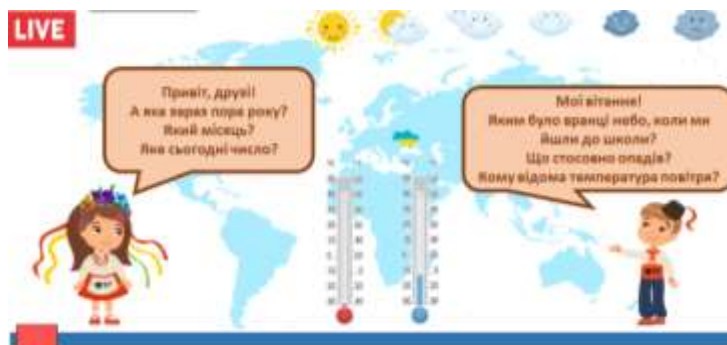 LIVE
Привіт, друзі!
А яка зараз пора року?
Який місяць?
Яке сьогодні число?
Мої вітання!
Яким було вранці небо, коли ми
йшли до школи?
Що стосовно опадів?
Кому відома температура повітря?